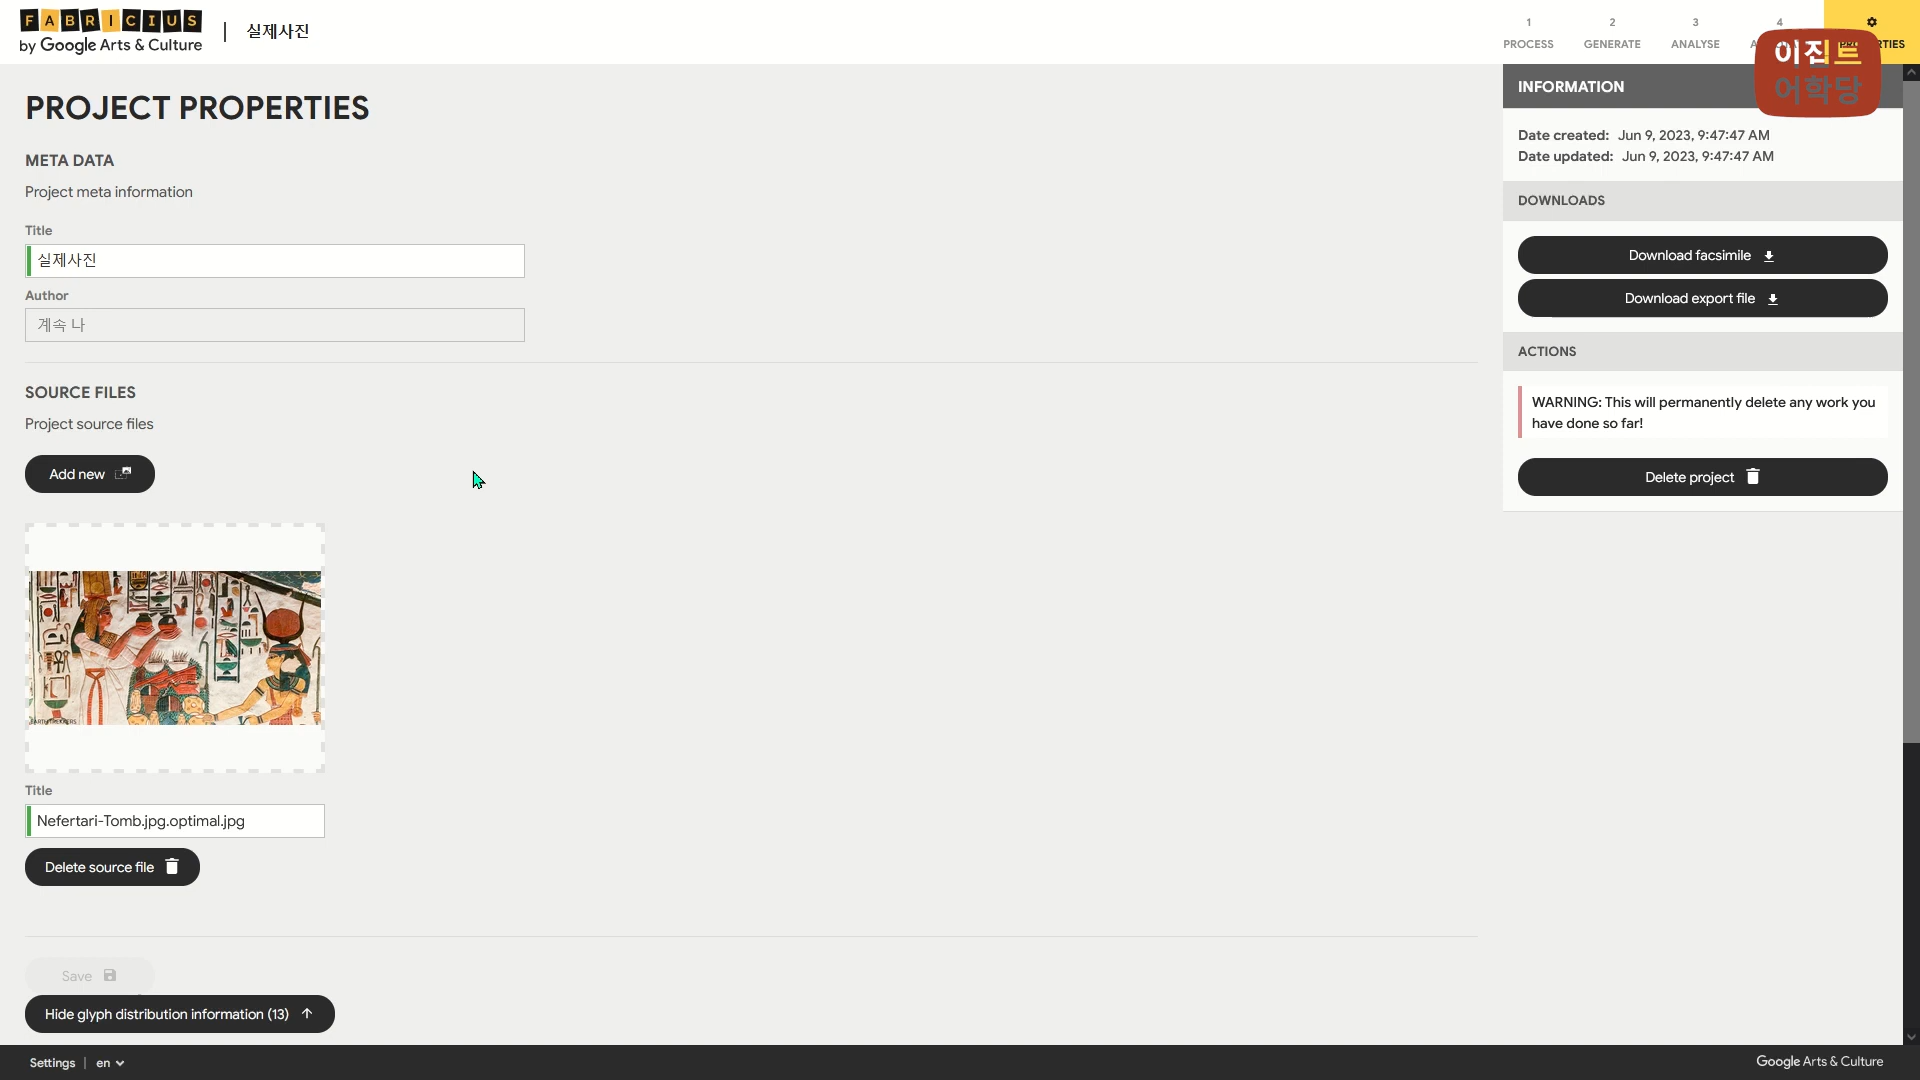 FABRICIUS
by Google Arts & Culture
실제사진
1
PROCESS
2
GENERATE
3
ANALYSE
4
이집트
어학당
PROJECT PROPERTIES
META DATA
Project meta information
Title
실제사진
Author
계속 나
SOURCE FILES
Project source files
Add new
Title
Nefertari-Tomb.jpg.optimal.jpg
Delete source file
Save
Hide glyph distribution information (13)
INFORMATION
Date created: Jun 9, 2023, 9:47:47 AM
Date updated: Jun 9, 2023, 9:47:47 AM
DOWNLOADS
Download facsimile
Download export file
ACTIONS
WARNING: This will permanently delete any work you
have done so far!
Delete project
Settings | en
Google Arts & Culture